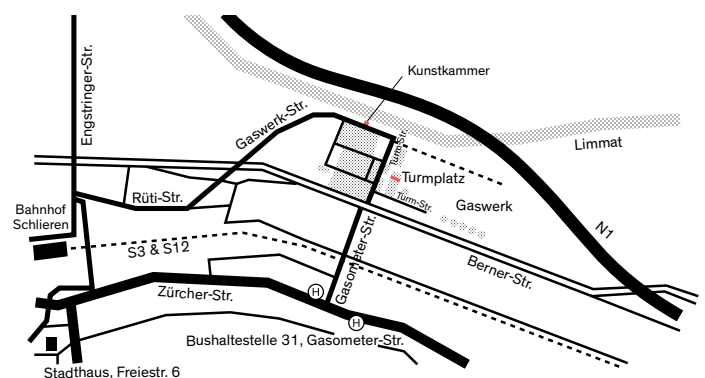 Engstringer-Str.
Kunstkammer
Gaswerk-Str.
Turm-Str.
Limmat
Turmplatz
Rüti-Str.
Turm-Str.
Gaswerk
Bahnhof
Schlieren
N1
S3 & S12
Gasometer-Str.
Berner-Str.
Zürcher-Str.
H
H
Bushaltestelle 31, Gasometer-Str.
Stadthaus, Freiestr. 6